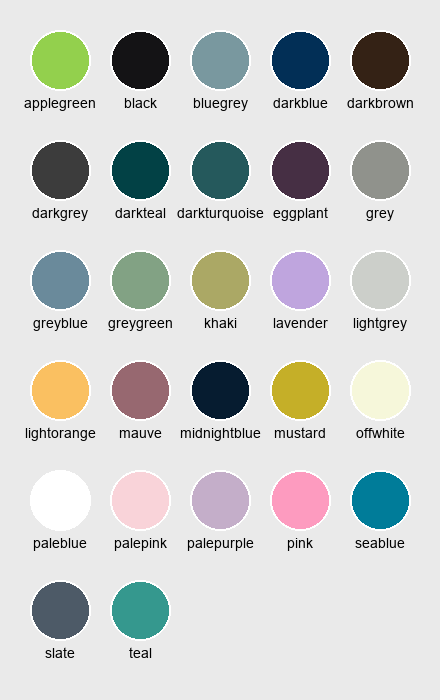 applegreen black bluegrey darkblue darkbrown
darkgrey darkteal darkturquoise eggplant grey
greyblue greygreen khaki lavender lightgrey
lightorange mauve midnightblue mustard offwhite
paleblue palepink palepurple pink seablue
slate teal